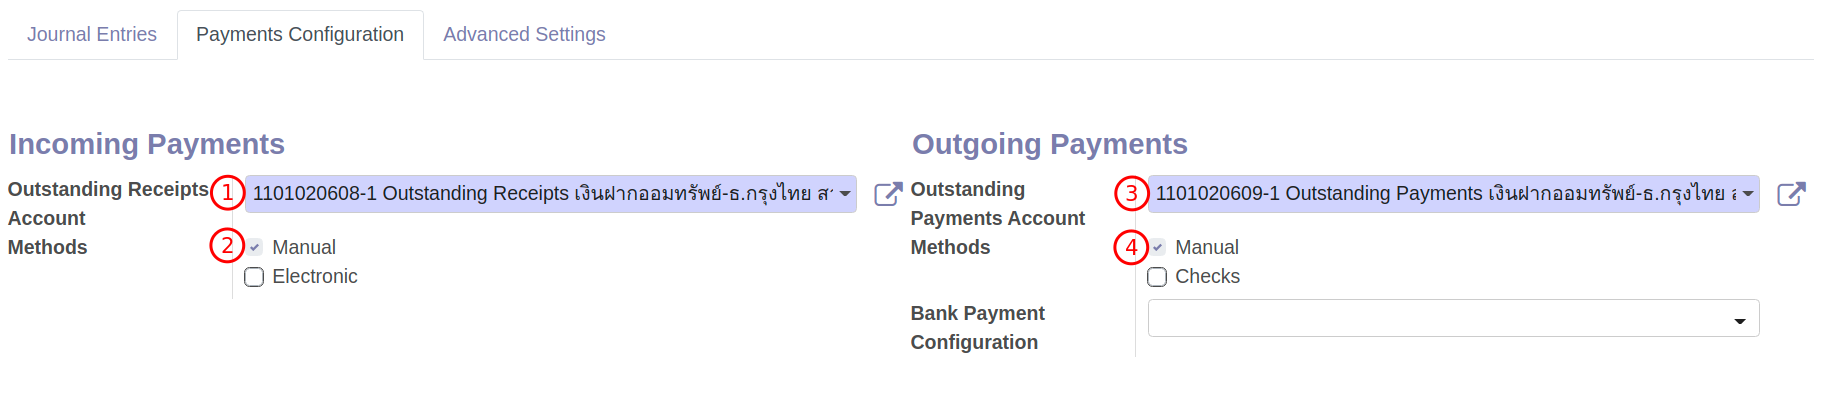 Journal Entries Payments Configuration Advanced Settings
Incoming Payments
Outstanding Receipts Account
1 1101020608-1 Outstanding Receipts เงินฝากออมทรัพย์-ธ.กรุงไทย
Methods
2 Manual
Electronic
Outgoing Payments
Outstanding
Payments Account
3 1101020609-1 Outstanding Payments เงินฝากออมทรัพย์-ธ.กรุงไทย
Methods
4 Manual
Checks
Bank Payment
Configuration